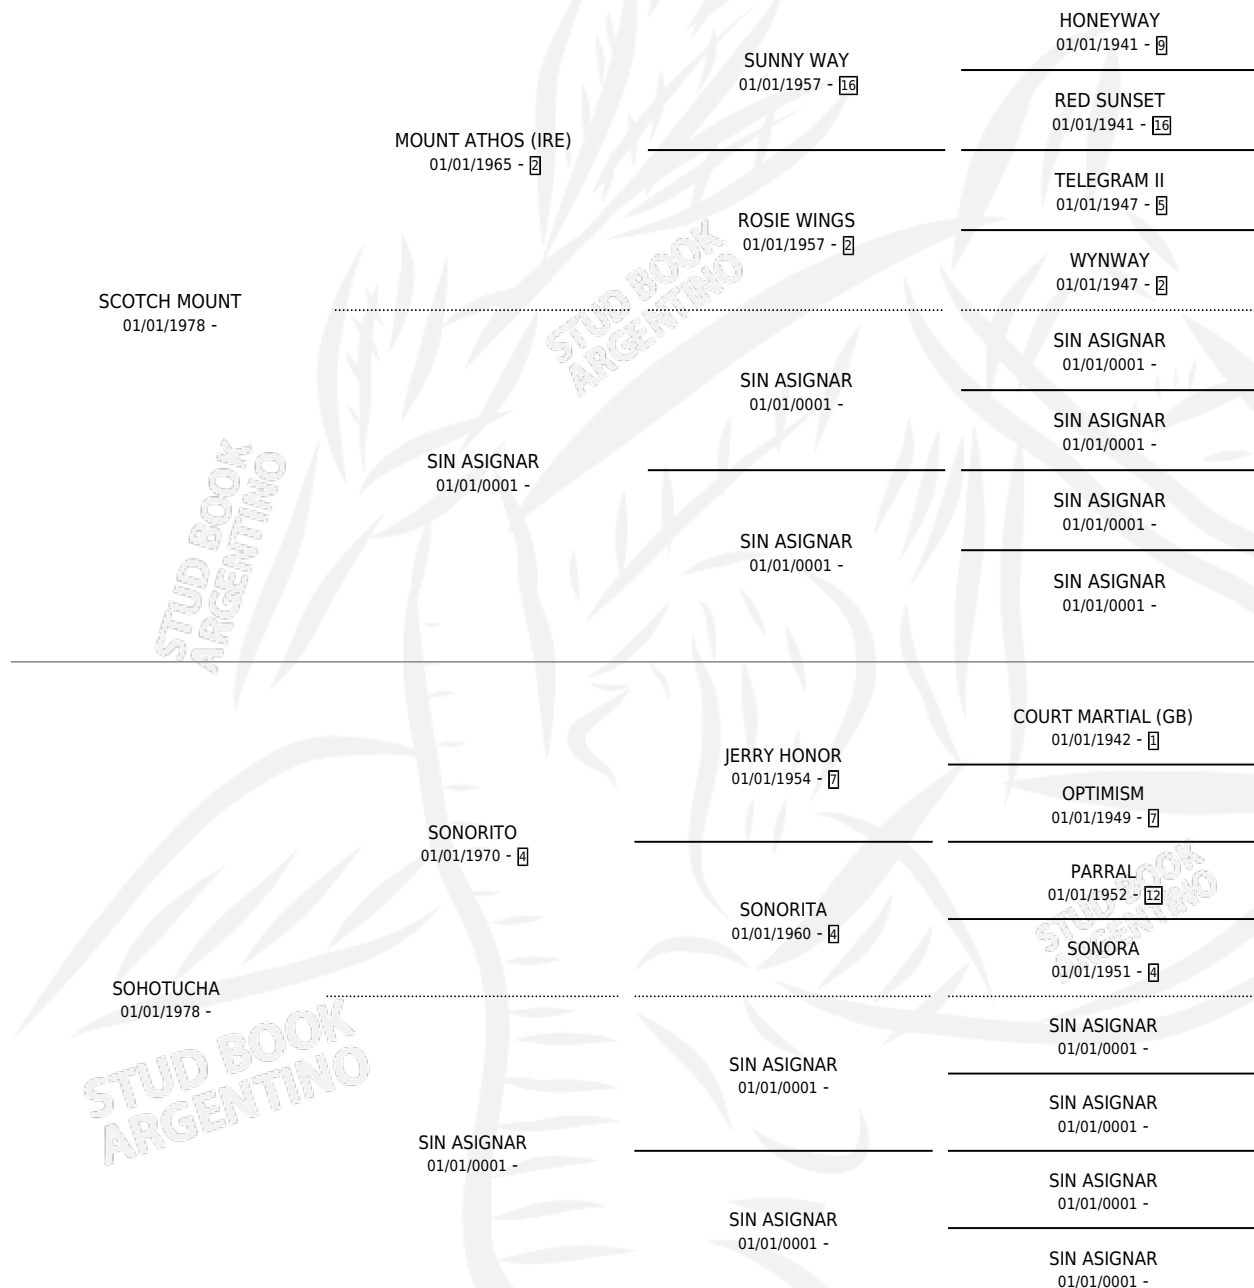 HONEYWAY
01/01/1941 - 9
SUNNY WAY
01/01/1957 - 16
RED SUNSET
01/01/1941 - 16
MOUNT ATHOS (IRE)
01/01/1965 - 2
TELEGRAM II
01/01/1947 - 5
ROSIE WINGS
01/01/1957 - 2
WYNWAY
01/01/1947 - 2
SCOTCH MOUNT
01/01/1978 -
SIN ASIGNAR
01/01/0001 -
SIN ASIGNAR
01/01/0001 -
SIN ASIGNAR
01/01/0001 -
SIN ASIGNAR
01/01/0001 -
SIN ASIGNAR
01/01/0001 -
SIN ASIGNAR
01/01/0001 -
SIN ASIGNAR
01/01/0001 -
STUD BOOK
ARGENTINO
STUD BOOK
ARGENTINO
COURT MARTIAL (GB)
01/01/1942 - 1
JERRY HONOR
01/01/1954 - 7
OPTIMISM
01/01/1949 - 7
SONORITO
01/01/1970 - 4
PARRAL
01/01/1952 - 12
SONORITA
01/01/1960 - 4
SONORA
01/01/1951 - 4
SOHOTUCHA
01/01/1978 -
SIN ASIGNAR
01/01/0001 -
SIN ASIGNAR
01/01/0001 -
SIN ASIGNAR
01/01/0001 -
SIN ASIGNAR
01/01/0001 -
SIN ASIGNAR
01/01/0001 -
SIN ASIGNAR
01/01/0001 -
SIN ASIGNAR
01/01/0001 -
STUD BOOK
ARGENTINO
STUD BOOK
ARGENTINO